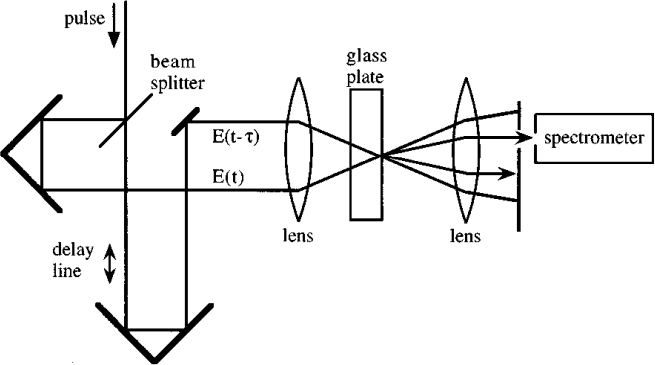 pulse
beam
splitter
glass
plate
E(t-τ)
E(t)
spectrometer
lens
lens
delay
line